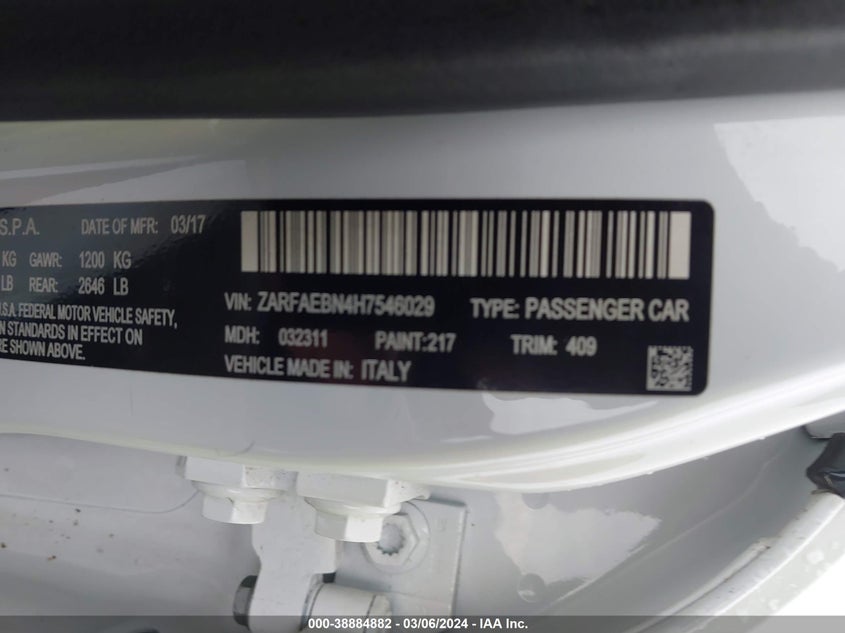 S.P.A. DATE OF MFR: 03/17
KG GAWR: 1200 KG
LB REAR: 2646 LB
S.A. FEDERAL MOTOR VEHICLE SAFETY,
ON STANDARDS IN EFFECT ON
RE SHOWN ABOVE.
VIN: ZARFAEBN4H7546029 TYPE: PASSENGER CAR
MDH: 032311 PAINT:217 TRIM: 409
VEHICLE MADE IN: ITALY
000-38884882 - 03/06/2024 - IAA Inc.